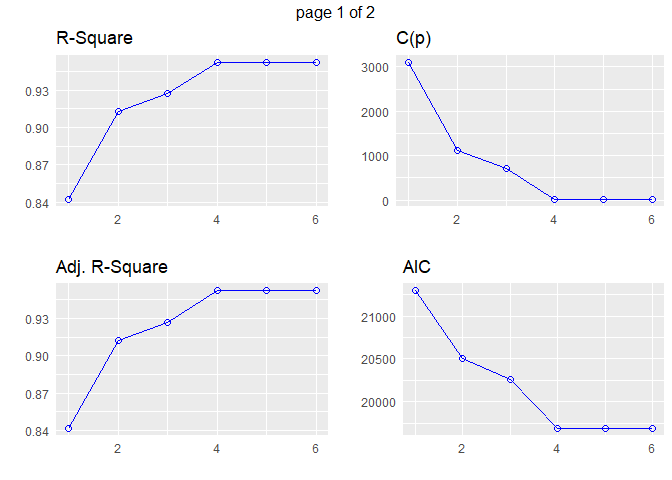 page 1 of 2
R-Square
0.93
0.90
0.87
0.84
2 4 6
C(p)
3000
2000
1000
0
2 4 6
Adj. R-Square
0.93
0.90
0.87
0.84
2 4 6
AIC
21000
20500
20000
2 4 6